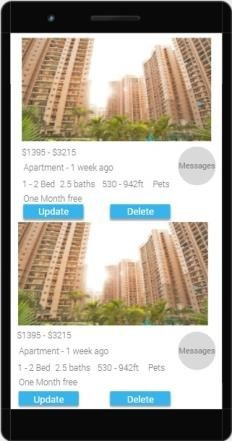 $1395 - $3215
Apartment - 1 week ago
Messages
1 - 2 Bed 2.5 baths 530 - 942ft Pets
One Month free
Update Delete
$1395 - $3215
Apartment - 1 week ago
Messages
1 - 2 Bed 2.5 baths 530 - 942ft Pets
One Month free
Update Delete